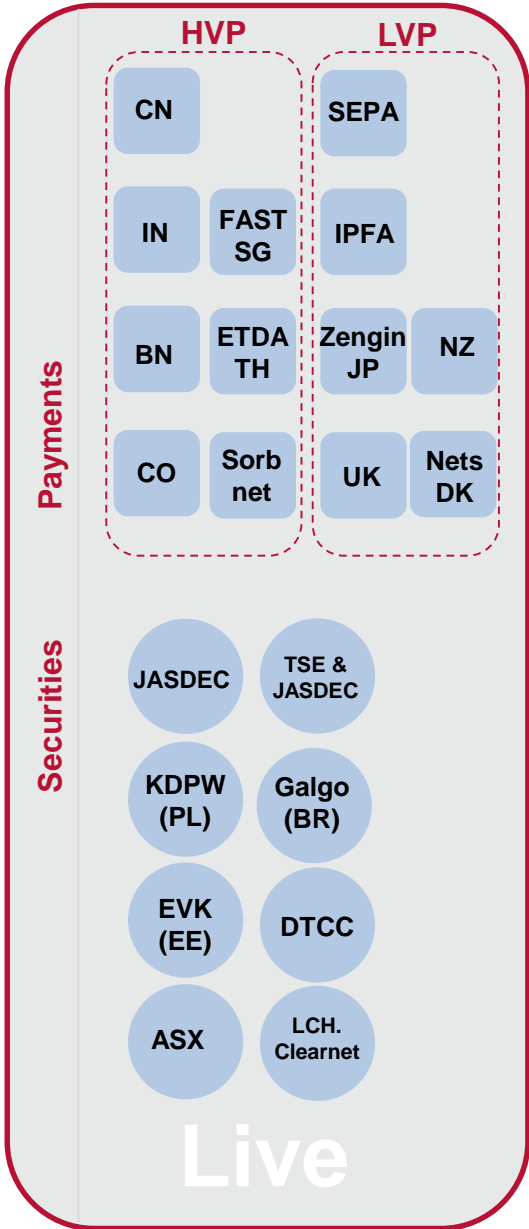 HVP
LVP
Payments
CN
SEPA
IN
FAST
SG
IPFA
BN
ETDA
TH
Zengin
JP
NZ
CO
Sorb
net
UK
Nets
DK
Securities
JASDEC
TSE &
JASDEC
KDPW
(PL)
Galgo
(BR)
EVK
(EE)
DTCC
ASX
LCH.
Clearnet
Live